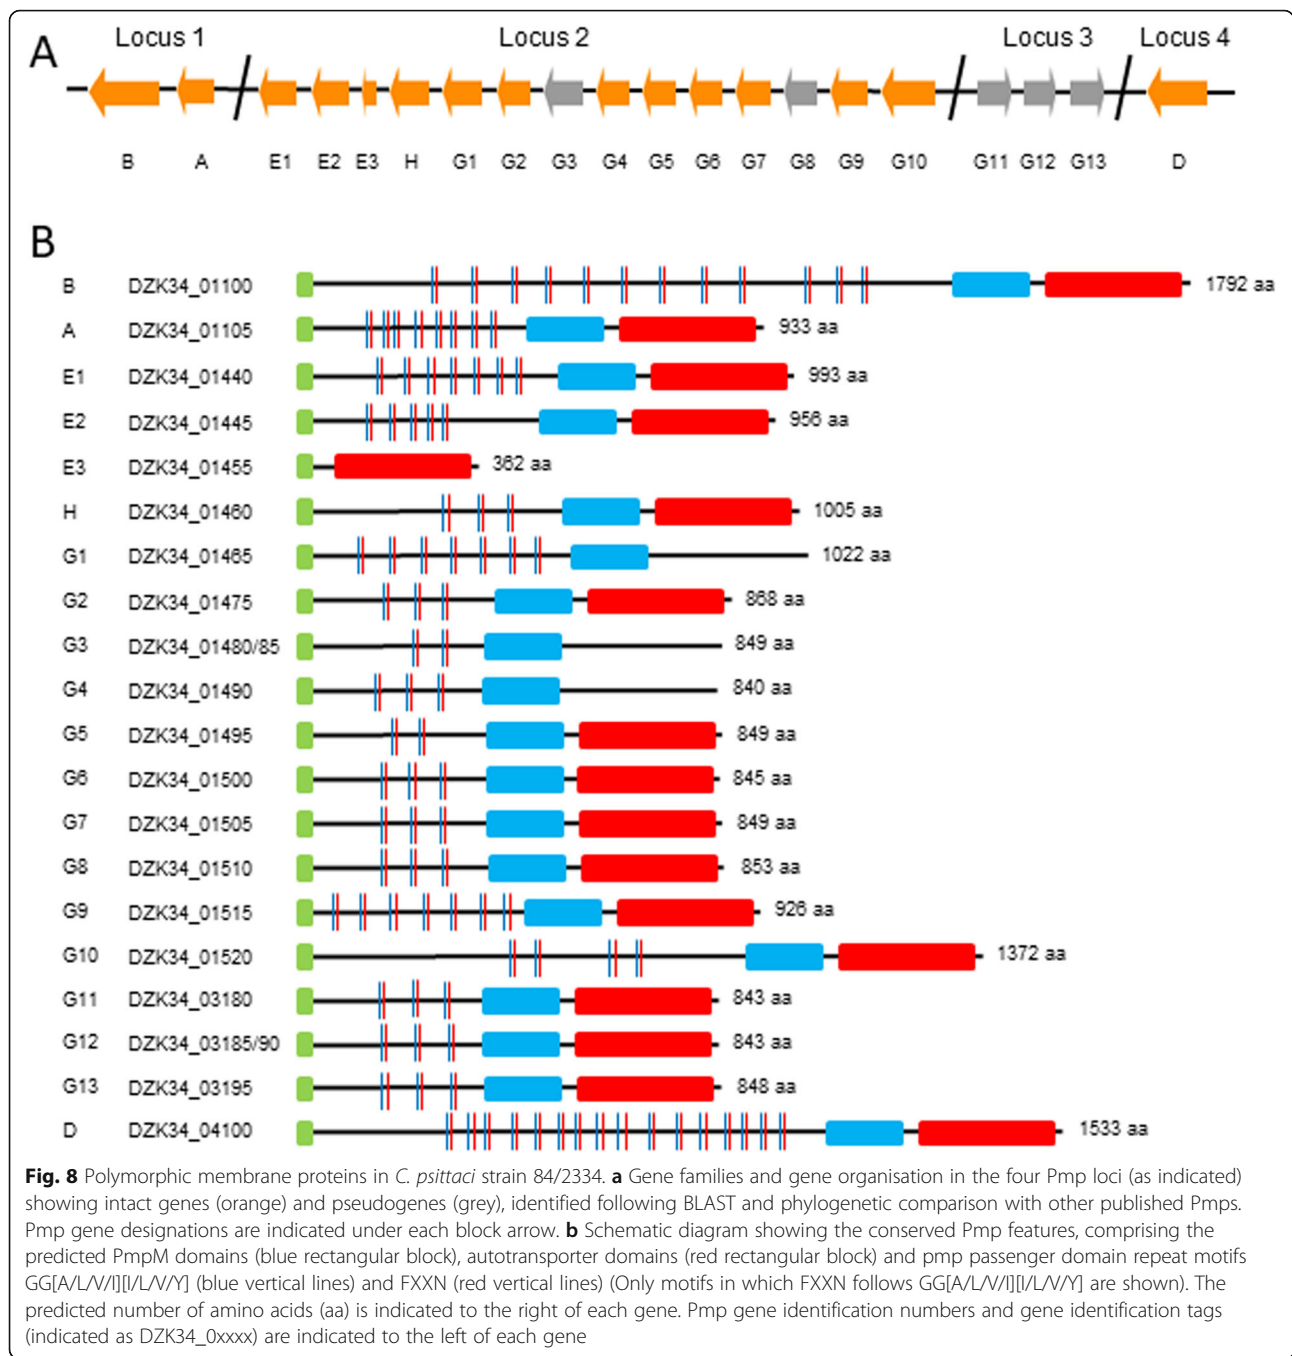 A
Locus 1 Locus 2 Locus 3 Locus 4
B A E1 E2 E3 H G1 G2 G3 G4 G5 G6 G7 G8 G9 G10 G11 G12 G13 D
B
B DZK34_01100 1792 aa
A DZK34_01105 933 aa
E1 DZK34_01440 993 aa
E2 DZK34_01445 956 aa
E3 DZK34_01455 362 aa
H DZK34_01460 1005 aa
G1 DZK34_01465 1022 aa
G2 DZK34_01475 868 aa
G3 DZK34_01480/85 849 aa
G4 DZK34_01490 840 aa
G5 DZK34_01495 849 aa
G6 DZK34_01500 845 aa
G7 DZK34_01505 849 aa
G8 DZK34_01510 853 aa
G9 DZK34_01515 926 aa
G10 DZK34_01520 1372 aa
G11 DZK34_03180 843 aa
G12 DZK34_03185/90 843 aa
G13 DZK34_03195 848 aa
D DZK34_04100 1533 aa
Fig. 8 Polymorphic membrane proteins in C. psittaci strain 84/2334. a Gene families and gene organisation in the four Pmp loci (as indicated)
showing intact genes (orange) and pseudogenes (grey), identified following BLAST and phylogenetic comparison with other published Pmps.
Pmp gene designations are indicated under each block arrow. b Schematic diagram showing the conserved Pmp features, comprising the
predicted PmpM domains (blue rectangular block), autotransporter domains (red rectangular block) and pmp passenger domain repeat motifs
GG[A/L/V/I][I/L/V/Y] (blue vertical lines) and FXXN (red vertical lines) (Only motifs in which FXXN follows GG[A/L/V/I][I/L/V/Y] are shown). The
predicted number of amino acids (aa) is indicated to the right of each gene. Pmp gene identification numbers and gene identification tags
(indicated as DZK34_0xxxx) are indicated to the left of each gene